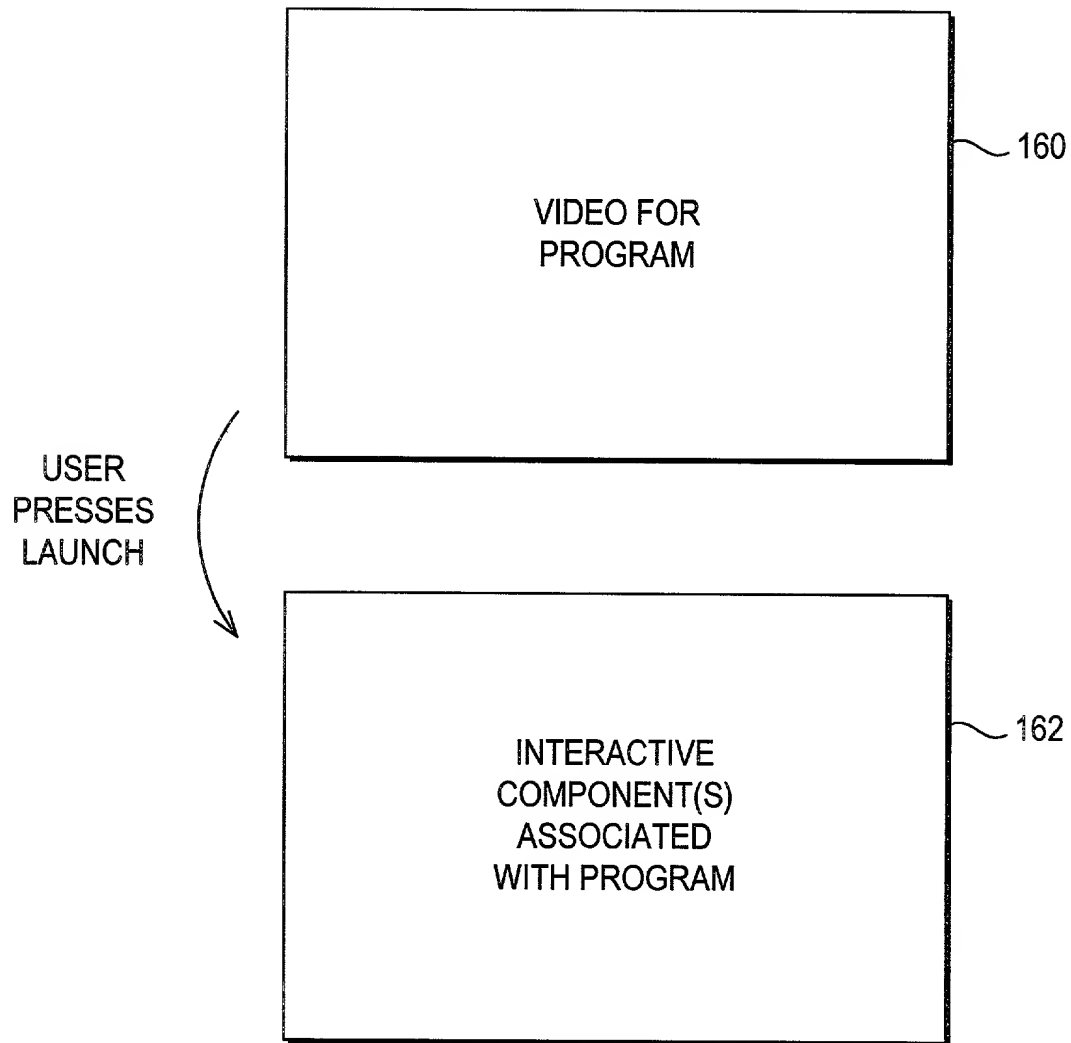 VIDEO FOR
PROGRAM
160
USER
PRESSES
LAUNCH
INTERACTIVE
COMPONENT(S)
ASSOCIATED
WITH PROGRAM
162